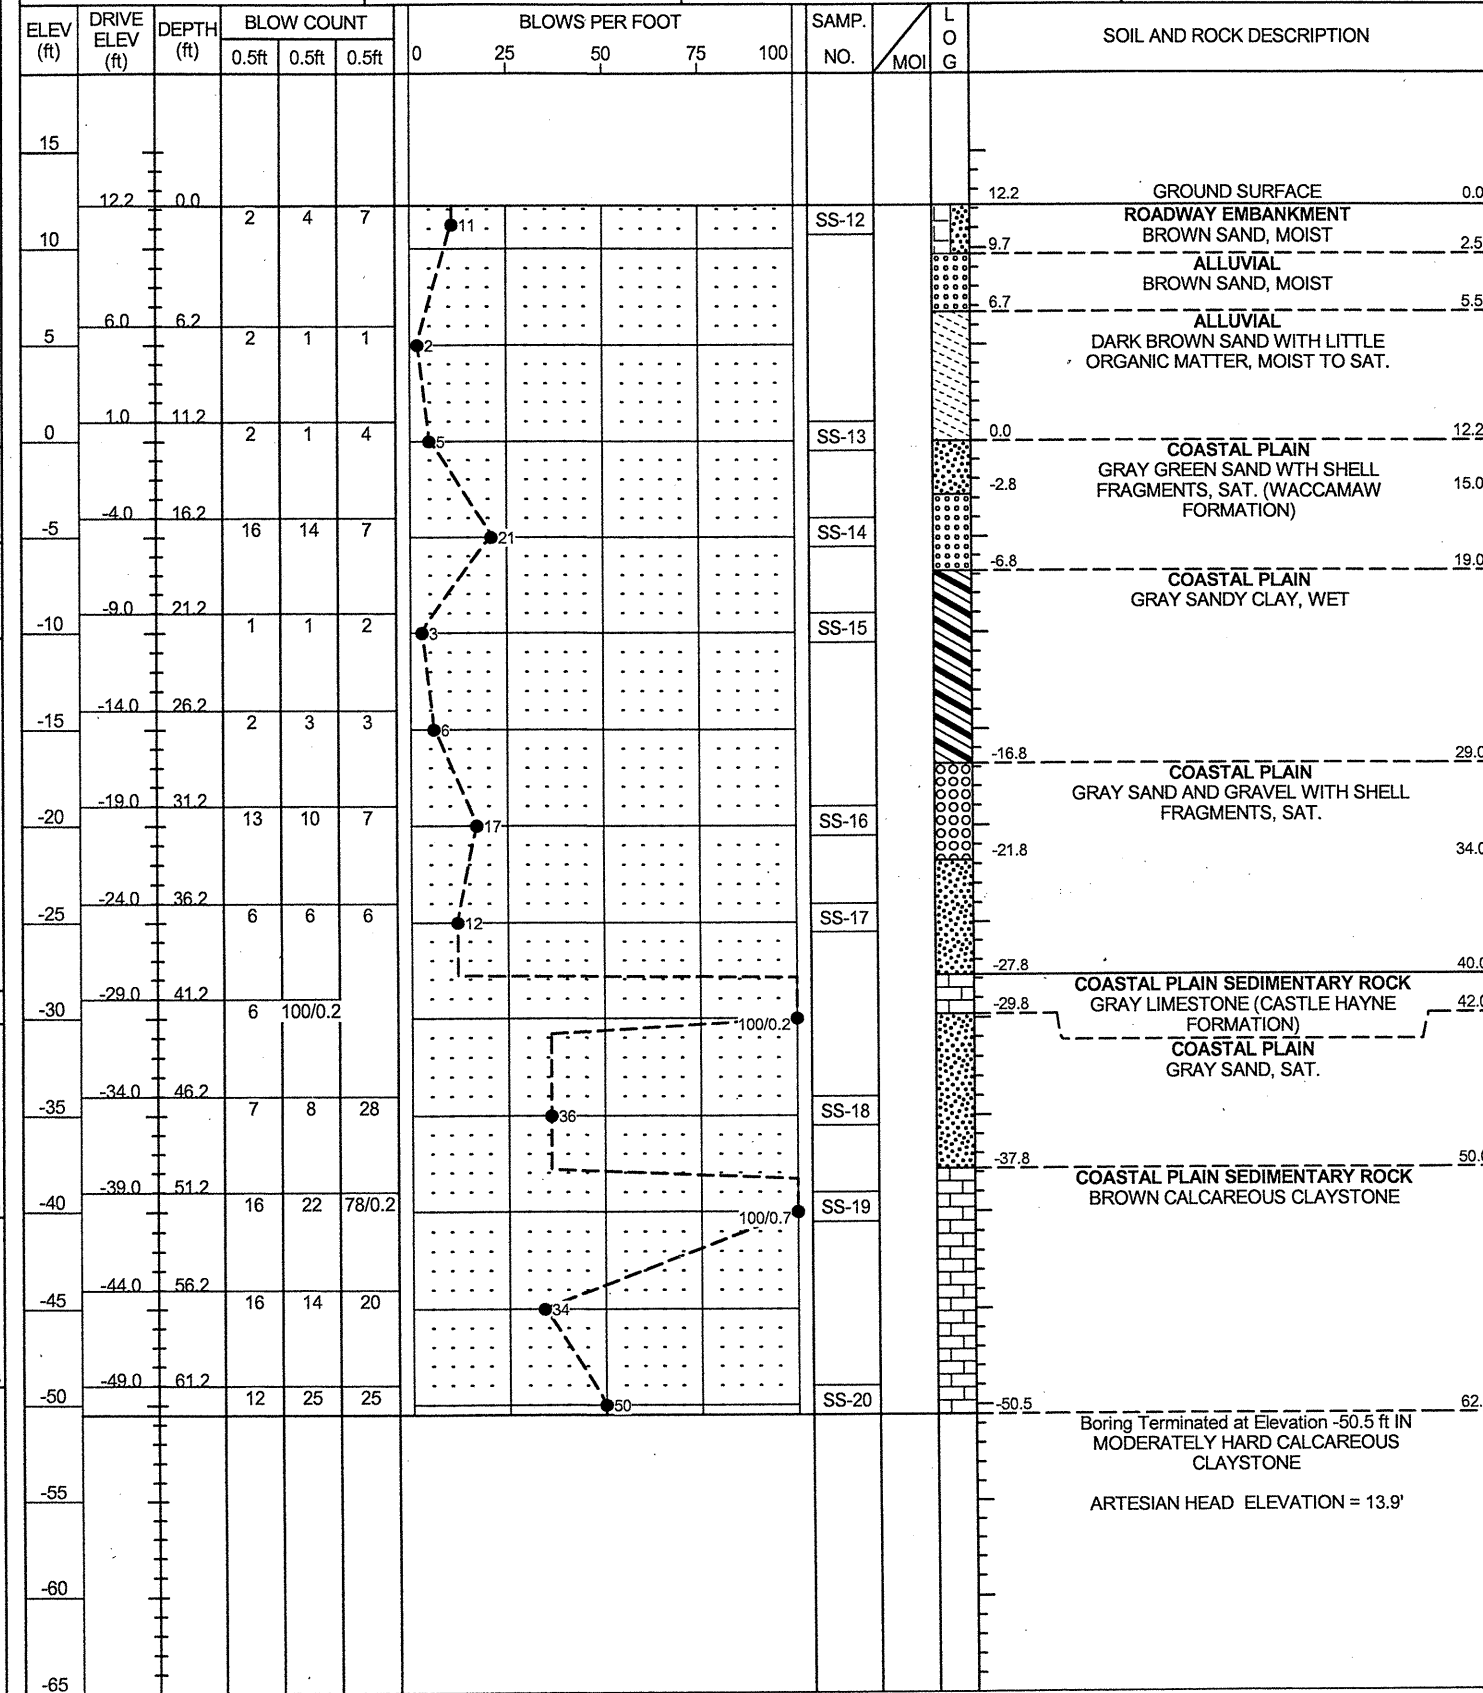 ELEV (ft) DRIVE ELEV (ft) DEPTH (ft) BLOW COUNT BLOWS PER FOOT SAMP. NO. MOI LOG SOIL AND ROCK DESCRIPTION
0.5ft 0.5ft 0.5ft 0 25 50 75 100
15
12.2 0.0 12.2 GROUND SURFACE 0.0
2 4 7 11 SS-12 ROADWAY EMBANKMENT
BROWN SAND, MOIST
10 9.7 2.5
ALLUVIAL
BROWN SAND, MOIST
6.7 5.5
6.0 6.2 ALLUVIAL
5 2 1 1 2 DARK BROWN SAND WITH LITTLE
ORGANIC MATTER, MOIST TO SAT.
1.0 11.2
0 2 1 4 5 SS-13 0.0 12.2
COASTAL PLAIN
GRAY GREEN SAND WTH SHELL
-2.8 FRAGMENTS, SAT. (WACCAMAW 15.0
FORMATION)
-4.0 16.2
-5 16 14 7 21 SS-14
-6.8 19.0
COASTAL PLAIN
GRAY SANDY CLAY, WET
-9.0 21.2
-10 1 1 2 3 SS-15
-14.0 26.2
-15 2 3 3 6
-16.8 29.0
COASTAL PLAIN
GRAY SAND AND GRAVEL WITH SHELL
FRAGMENTS, SAT.
-19.0 31.2
-20 13 10 7 17 SS-16
-21.8 34.0
-24.0 36.2
-25 6 6 6 12 SS-17
-27.8 40.0
COASTAL PLAIN SEDIMENTARY ROCK
-29.0 41.2
-29.8 GRAY LIMESTONE (CASTLE HAYNE 42.0
FORMATION)
-30 6 100/0.2 100/0.2
COASTAL PLAIN
GRAY SAND, SAT.
-34.0 46.2
-35 7 8 28 36 SS-18
-37.8
COASTAL PLAIN SEDIMENTARY ROCK
BROWN CALCAREOUS CLAYSTONE
-39.0 51.2
-40 16 22 78/0.2 100/0.7 SS-19
-44.0 56.2
-45 16 14 20 34
-49.0 61.2
-50 12 25 25 50 SS-20 -50.5
Boring Terminated at Elevation -50.5 ft IN
MODERATELY HARD CALCAREOUS
CLAYSTONE
-55 ARTESIAN HEAD ELEVATION = 13.9'
-60
-65